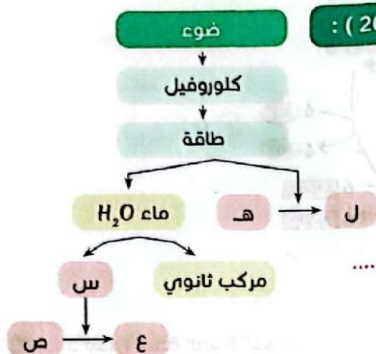 ضوء
: ( 20
كلوروفيل
طاقة
ماء H₂O
هـ
ل
س
مركب ثانوي
.....
ص
ع